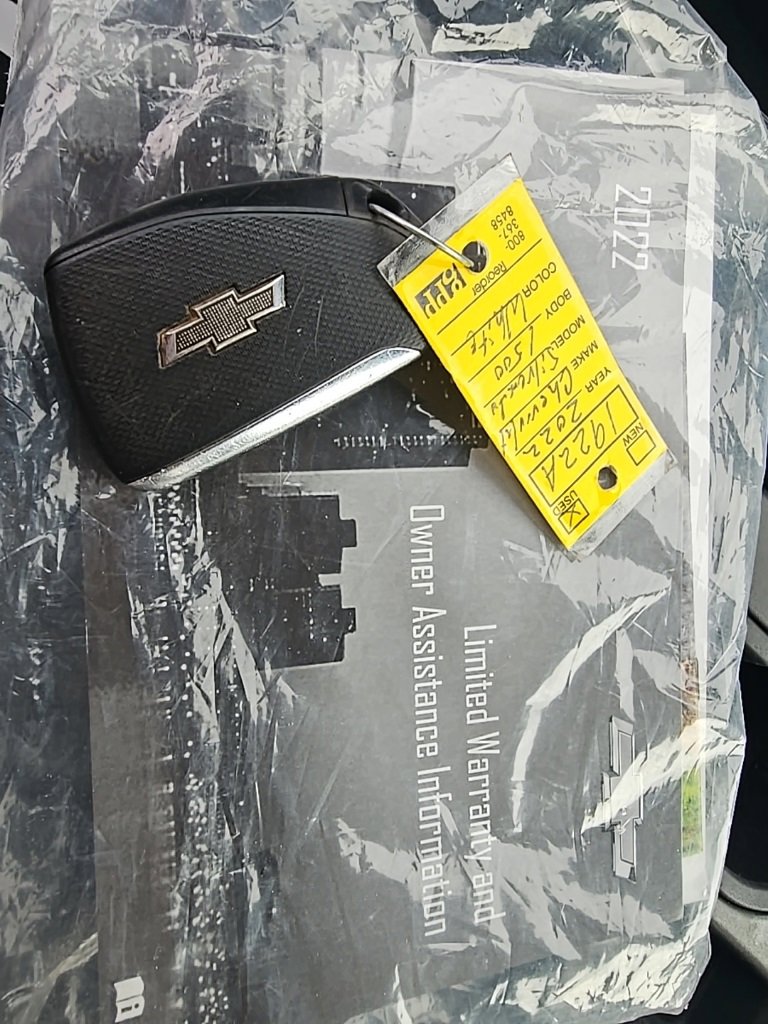 2022
Limited Warranty and
Owner Assistance Information
NEW
USED
1922A
YEAR 2022
MAKE Chevrolet
MODEL Silverado
BODY 1500
COLOR White
Reorder
800-
367-
8458